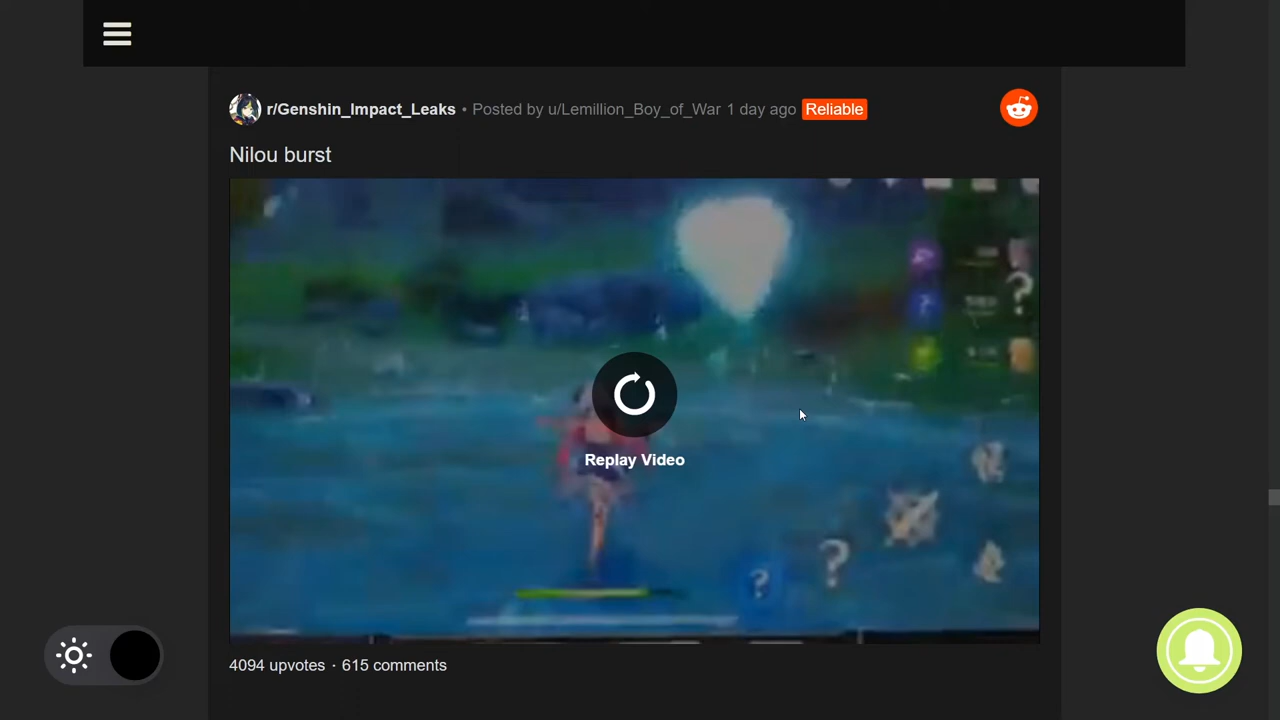 r/Genshin_Impact_Leaks • Posted by u/Lemillion_Boy_of_War 1 day ago Reliable
Nilou burst
?
?
?
?
Replay Video
4094 upvotes · 615 comments